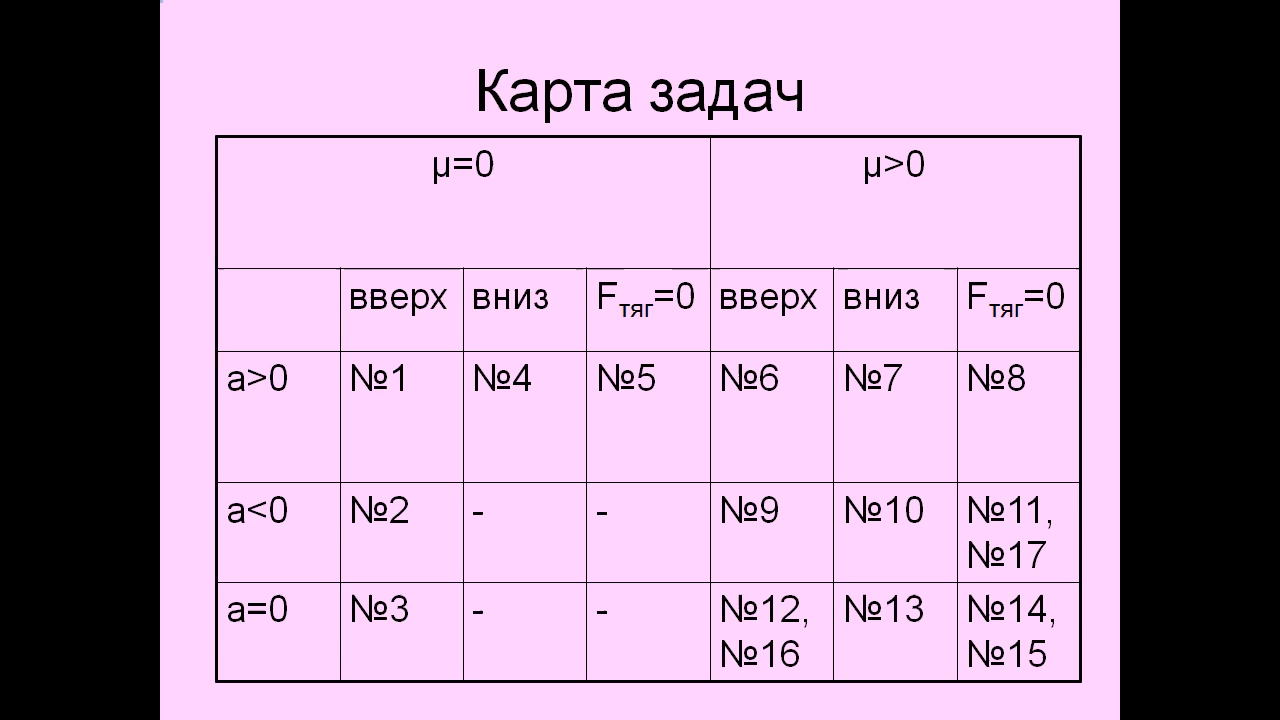 Карта задач
μ=0 μ>0
вверх вниз Fтяг=0 вверх вниз Fтяг=0
a>0 №1 №4 №5 №6 №7 №8
a<0 №2 - - №9 №10 №11,
№17
a=0 №3 - - №12, №13 №14,
№16 №15